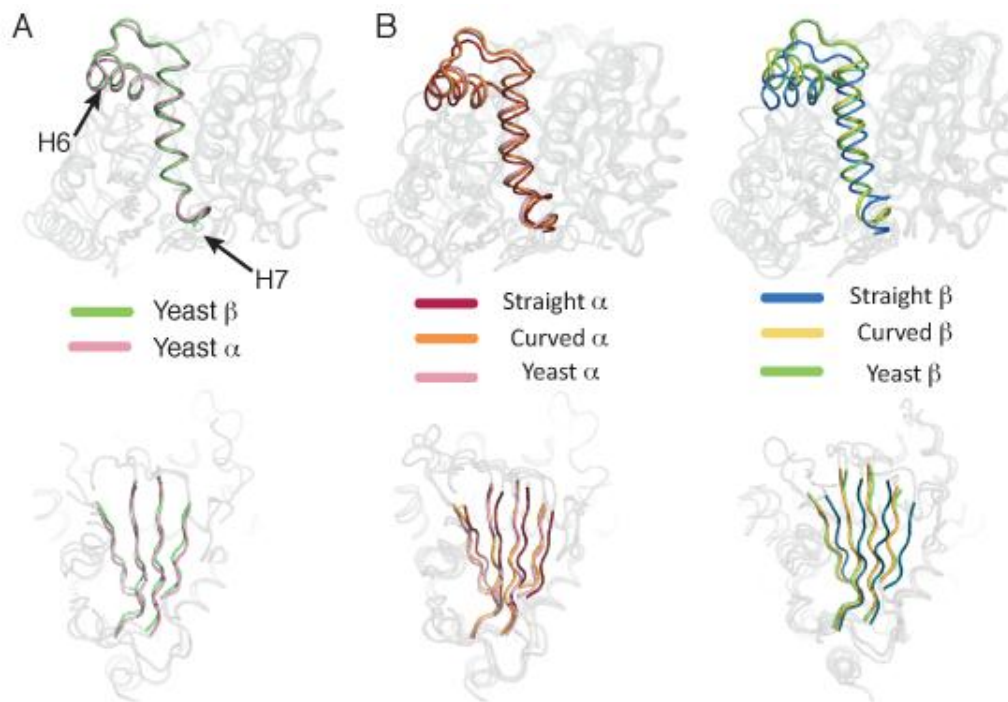 A
B
H6
H7
Yeast β
Yeast α
Straight α
Curved α
Yeast α
Straight β
Curved β
Yeast β